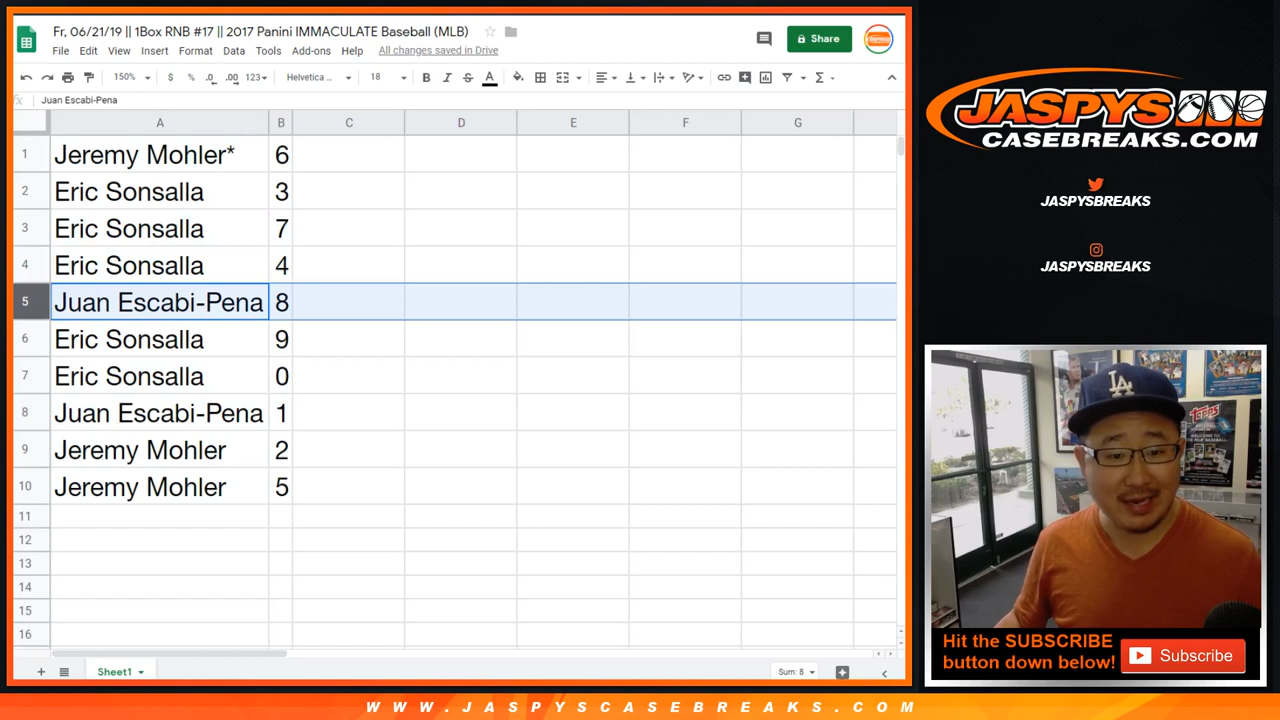 Fr, 06/21/19 || 1Box RNB #17 || 2017 Panini IMMACULATE Baseball (MLB)
File Edit View Insert Format Data Tools Add-ons Help All changes saved in Drive
Share
150% $ % .0 .00 123 Helvetica ... 18 B I S A
fx Juan Escabi-Pena
A B C D E F G
1 Jeremy Mohler* 6
2 Eric Sonsalla 3
3 Eric Sonsalla 7
4 Eric Sonsalla 4
5 Juan Escabi-Pena 8
6 Eric Sonsalla 9
7 Eric Sonsalla 0
8 Juan Escabi-Pena 1
9 Jeremy Mohler 2
10 Jeremy Mohler 5
11
12
13
14
15
16
Sheet1
Sum: 8
JASPYS
CASEBREAKS.COM
JASPYSBREAKS
JASPYSBREAKS
LA
TOPPS
Hit the SUBSCRIBE
button down below!
Subscribe
WWW.JASPYSCASEBREAKS.COM